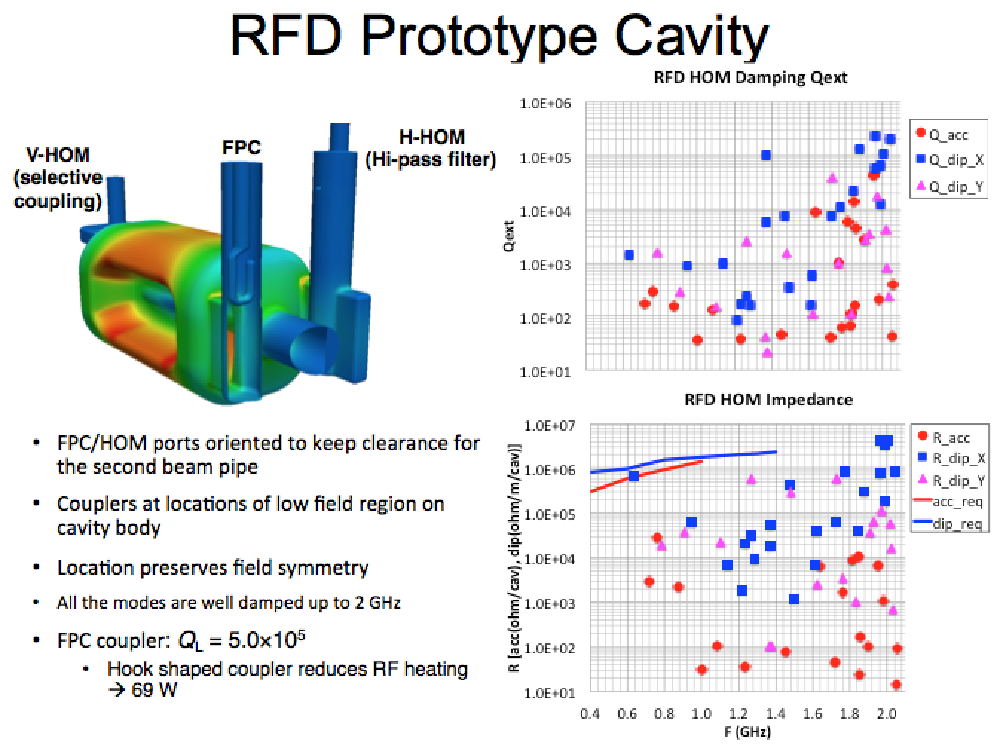 RFD Prototype Cavity
V-HOM
(selective
coupling)
FPC
H-HOM
(Hi-pass filter)
• FPC/HOM ports oriented to keep clearance for
the second beam pipe
• Couplers at locations of low field region on
cavity body
• Location preserves field symmetry
• All the modes are well damped up to 2 GHz
• FPC coupler: QL = 5.0×10⁵
• Hook shaped coupler reduces RF heating
→ 69 W
RFD HOM Damping Qext
1.0E+06
1.0E+05
1.0E+04
1.0E+03
1.0E+02
1.0E+01
Qext
Q_acc
Q_dip_X
Q_dip_Y
RFD HOM Impedance
1.0E+07
1.0E+06
1.0E+05
1.0E+04
1.0E+03
1.0E+02
1.0E+01
R [acc(ohm/cav), dip(ohm/m/cav)]
0.4 0.6 0.8 1.0 1.2 1.4 1.6 1.8 2.0
F (GHz)
R_acc
R_dip_X
R_dip_Y
acc_req
dip_req